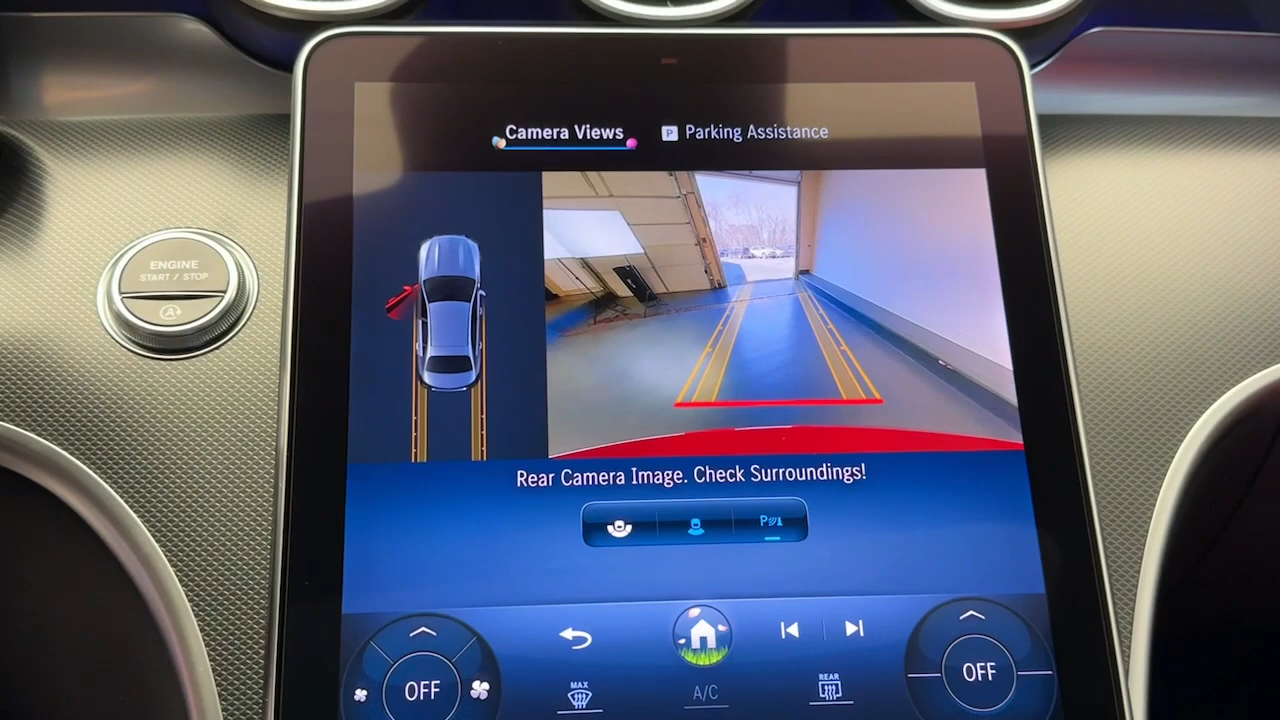 Camera Views
P Parking Assistance
ENGINE
START / STOP
A
Rear Camera Image. Check Surroundings!
P
OFF
MAX
A/C
REAR
OFF